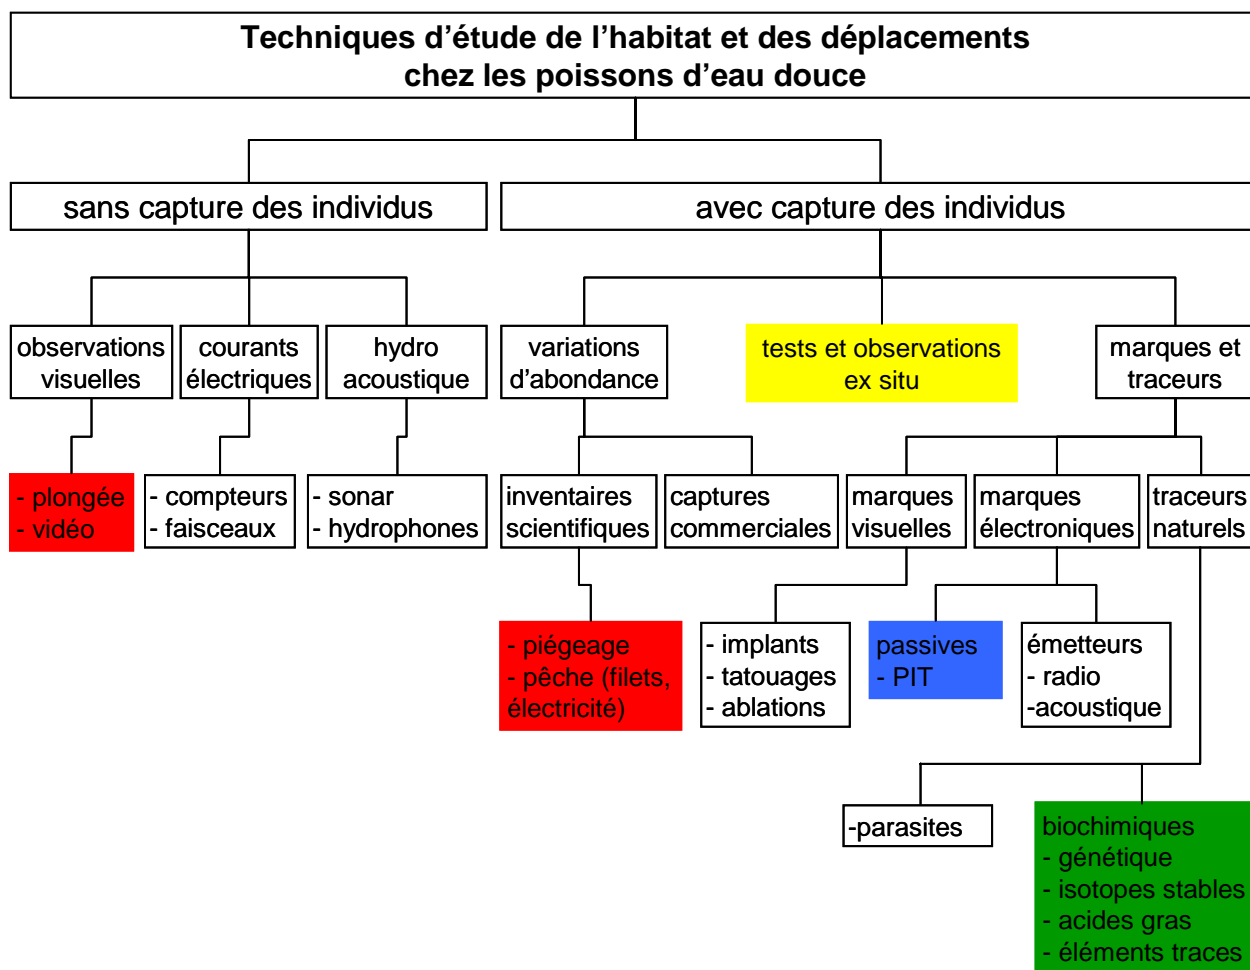 Techniques d’étude de l’habitat et des déplacements
chez les poissons d’eau douce
sans capture des individus
avec capture des individus
observations
visuelles
courants
électriques
hydro
acoustique
variations
d’abondance
tests et observations
ex situ
marques et
traceurs
- plongée
- vidéo
- compteurs
- faisceaux
- sonar
- hydrophones
inventaires
scientifiques
captures
commerciales
marques
visuelles
marques
électroniques
traceurs
naturels
- piégeage
- pêche (filets,
électricité)
- implants
- tatouages
- ablations
passives
- PIT
émetteurs
- radio
-acoustique
-parasites
biochimiques
- génétique
- isotopes stables
- acides gras
- éléments traces